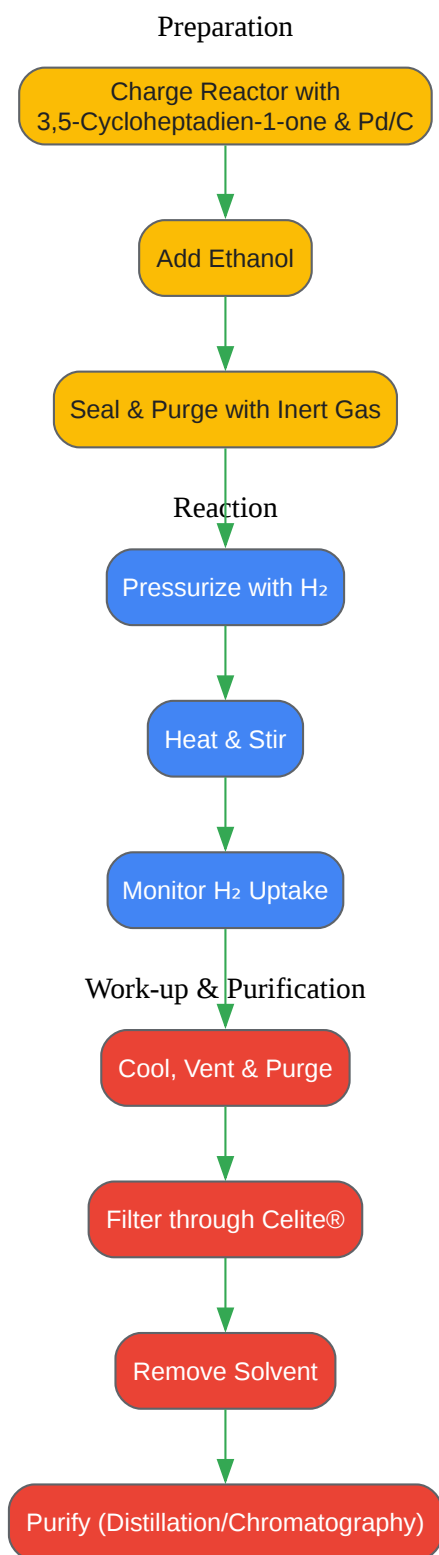 Preparation
Charge Reactor with
3,5-Cycloheptadien-1-one & Pd/C
Add Ethanol
Seal & Purge with Inert Gas
Reaction
Pressurize with H₂
Heat & Stir
Monitor H₂ Uptake
Work-up & Purification
Cool, Vent & Purge
Filter through Celite®
Remove Solvent
Purify (Distillation/Chromatography)